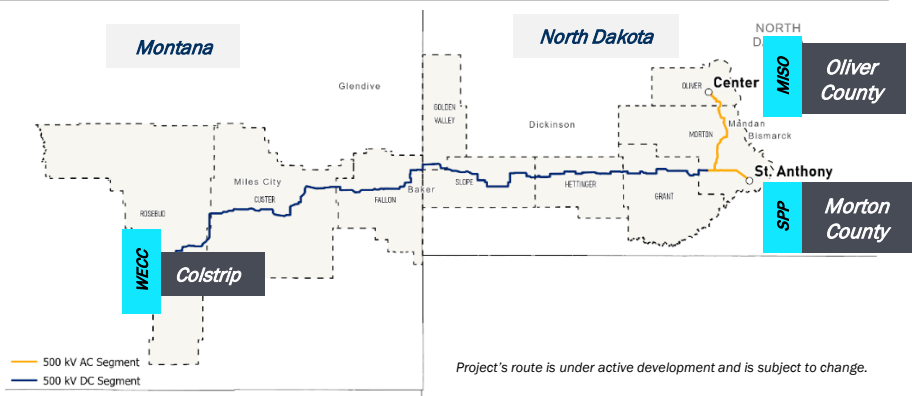 Montana
North Dakota
NORTH
D
MISO
Oliver
County
Glendive
GOLDEN
VALLEY
OLIVER
Center
Dickinson
MORTON
Mandan
Bismarck
Miles City
CUSTER
FALLON
Baker
SLOPE
HETTINGER
GRANT
St. Anthony
ROSEBUD
WECC
Colstrip
SPP
Morton
County
500 kV AC Segment
500 kV DC Segment
Project's route is under active development and is subject to change.